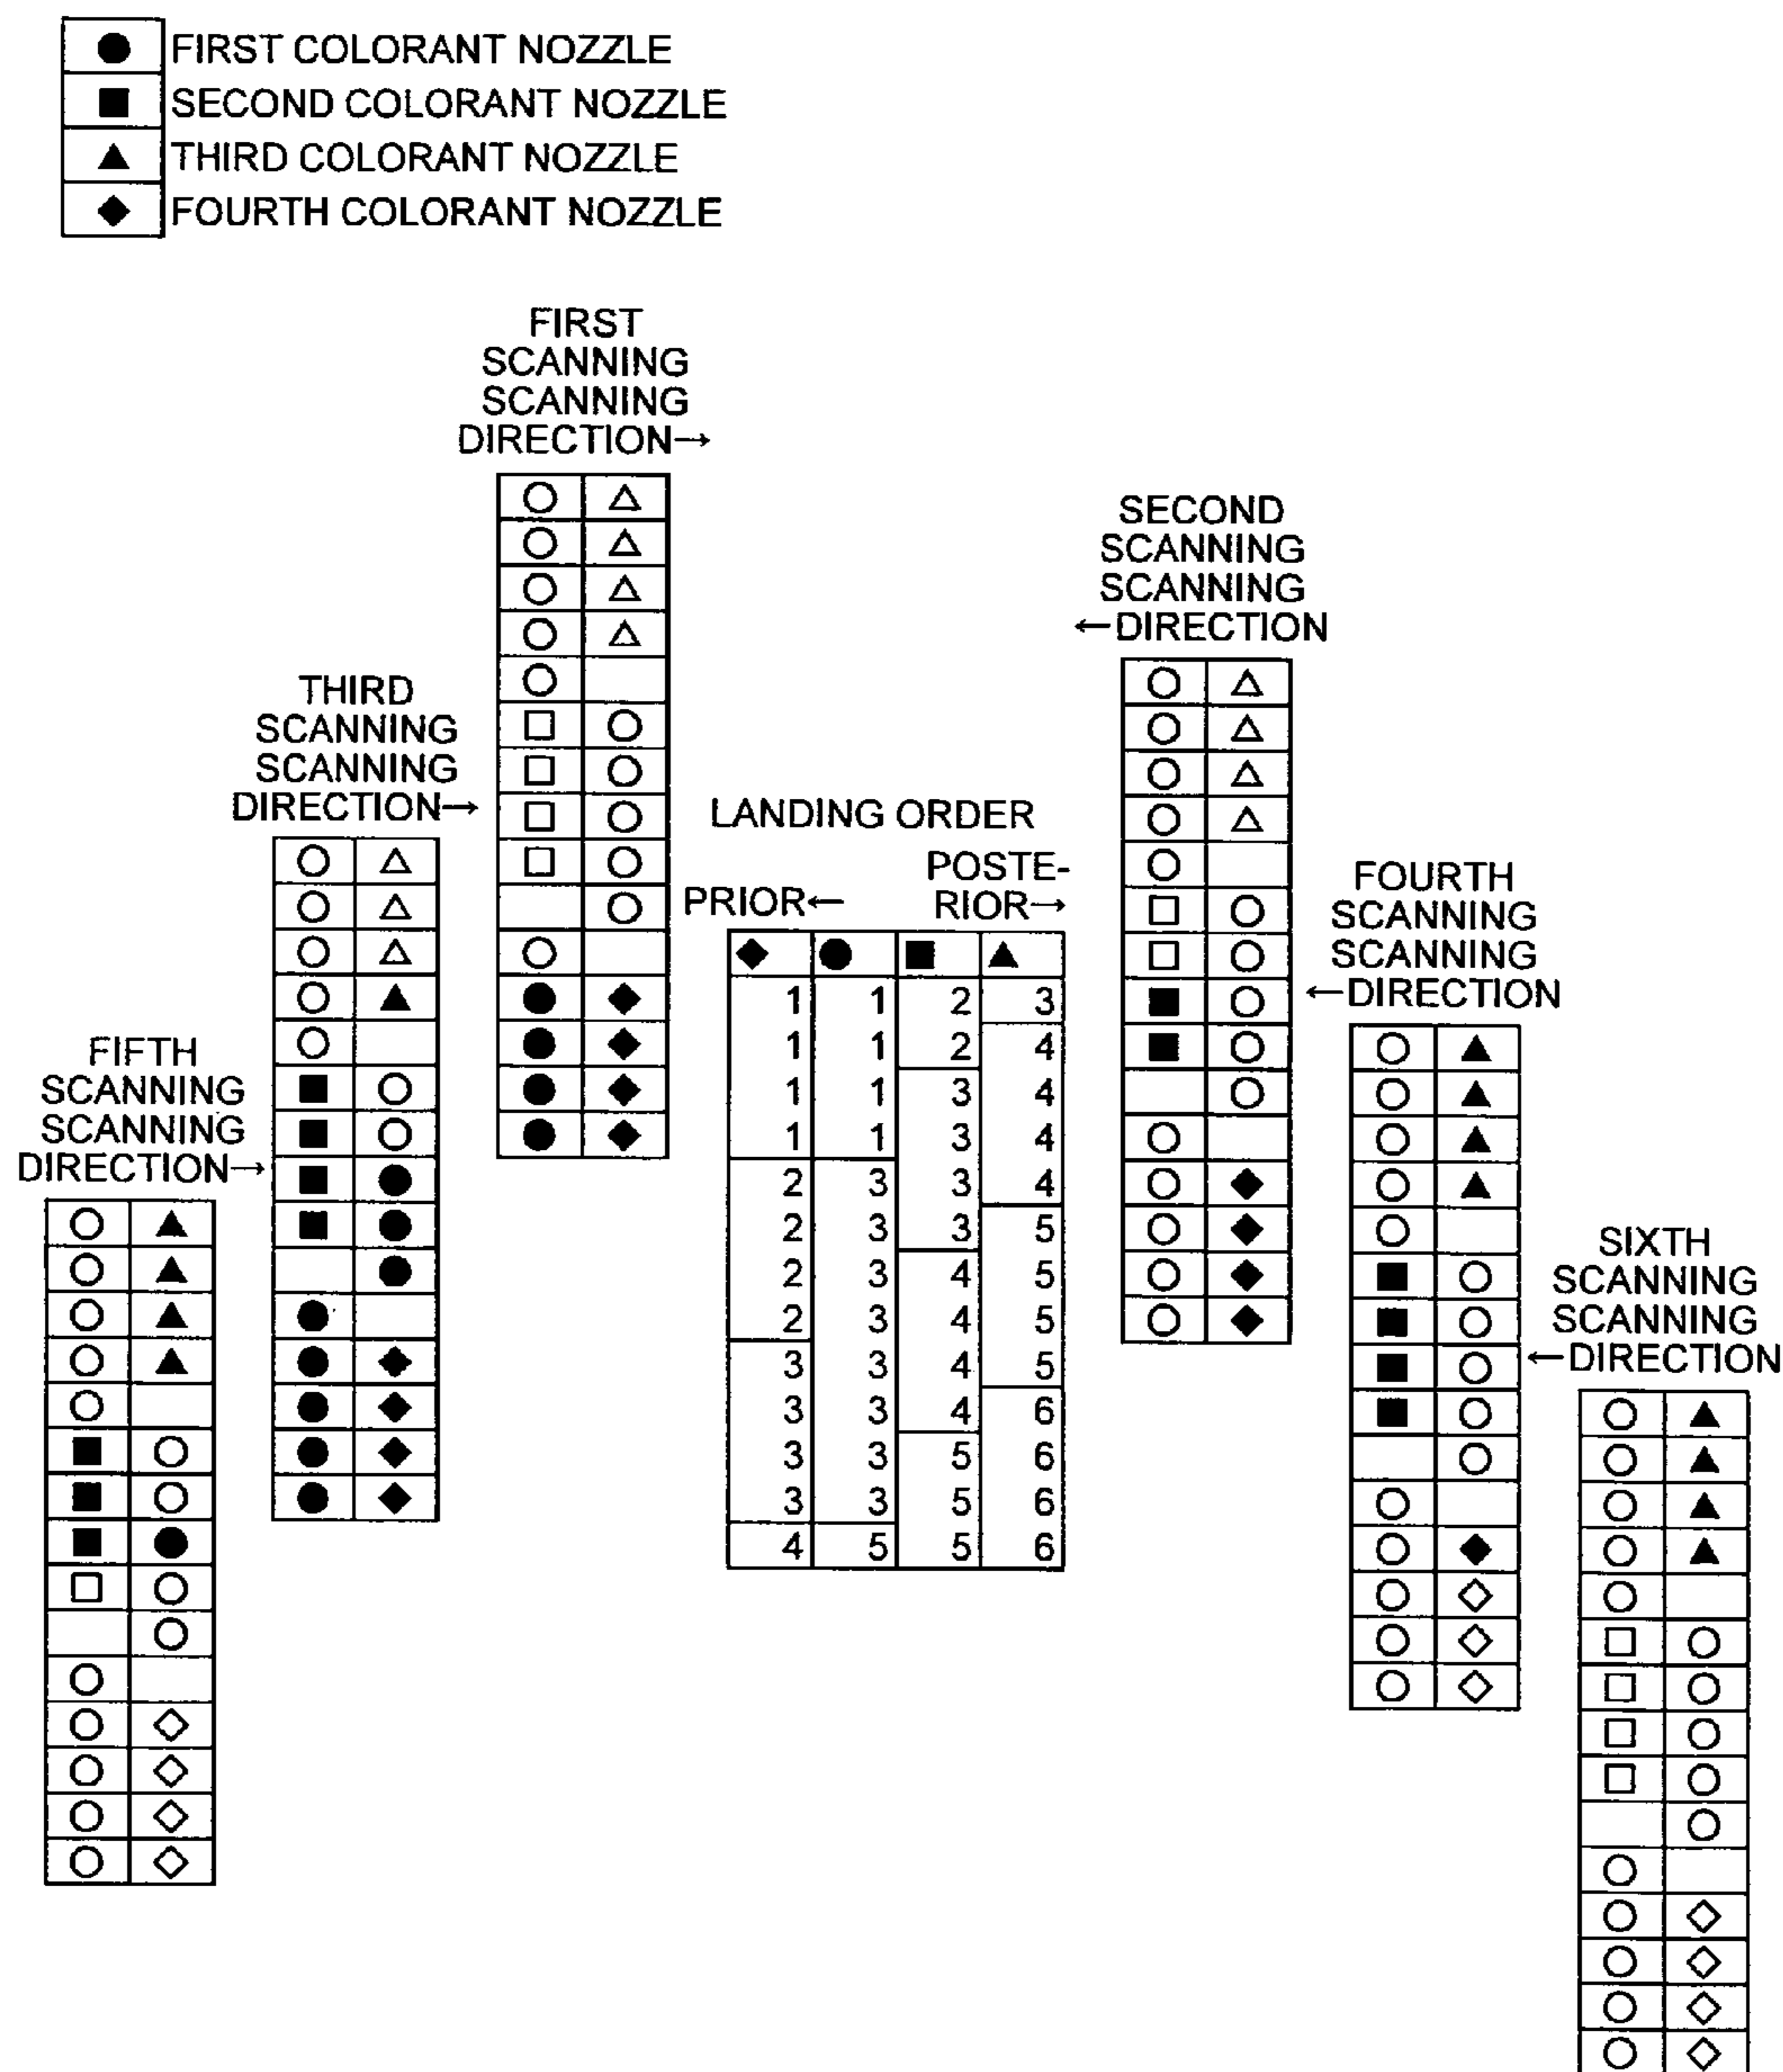 FIRST COLORANT NOZZLE
SECOND COLORANT NOZZLE
THIRD COLORANT NOZZLE
FOURTH COLORANT NOZZLE
FIRST
SCANNING
SCANNING
DIRECTION→
SECOND
SCANNING
SCANNING
←DIRECTION
THIRD
SCANNING
SCANNING
DIRECTION→
LANDING ORDER
PRIOR←
POSTE-
RIOR→
FOURTH
SCANNING
SCANNING
←DIRECTION
FIFTH
SCANNING
SCANNING
DIRECTION→
1 1 2 3
1 1 2 4
1 1 3 4
1 1 3 4
2 3 3 4
2 3 3 5
2 3 4 5
2 3 4 5
3 3 4 5
3 3 4 6
3 3 5 6
3 3 5 6
4 5 5 6
SIXTH
SCANNING
SCANNING
←DIRECTION